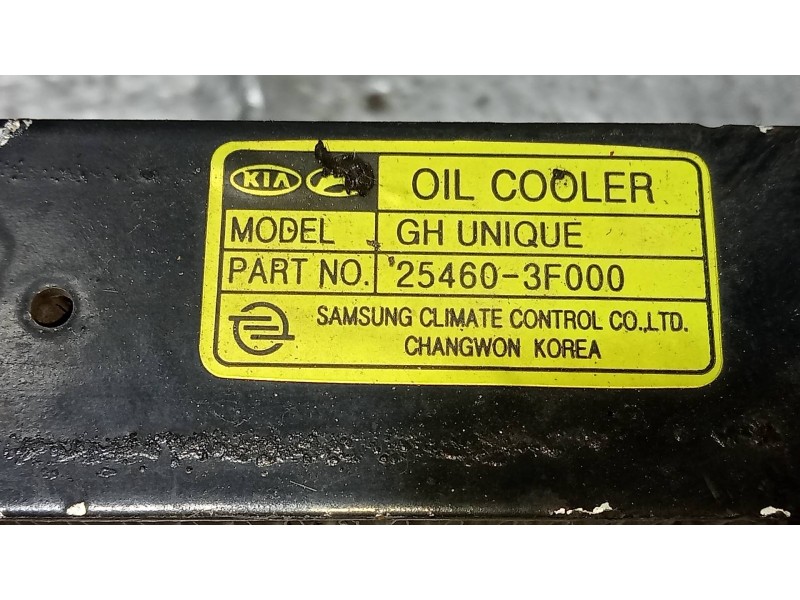 KIA
OIL COOLER
MODEL GH UNIQUE
PART NO. 25460-3F000
SAMSUNG CLIMATE CONTROL CO.,LTD.
CHANGWON KOREA